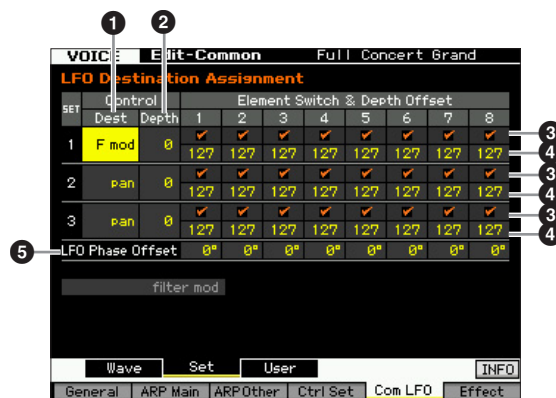 1 2
VOICE Edit-Common Full Concert Grand
LFO Destination Assignment
SET Control Element Switch & Depth Offset
Dest Depth 1 2 3 4 5 6 7 8
1 F mod 0 ✔ ✔ ✔ ✔ ✔ ✔ ✔ ✔ 3
127 127 127 127 127 127 127 127 4
2 pan 0 ✔ ✔ ✔ ✔ ✔ ✔ ✔ ✔ 3
127 127 127 127 127 127 127 127 4
3 pan 0 ✔ ✔ ✔ ✔ ✔ ✔ ✔ ✔ 3
127 127 127 127 127 127 127 127 4
5 LFO Phase Offset 0° 0° 0° 0° 0° 0° 0° 0°
filter mod
Wave Set User INFO
General ARP Main ARP Other Ctrl Set Com LFO Effect